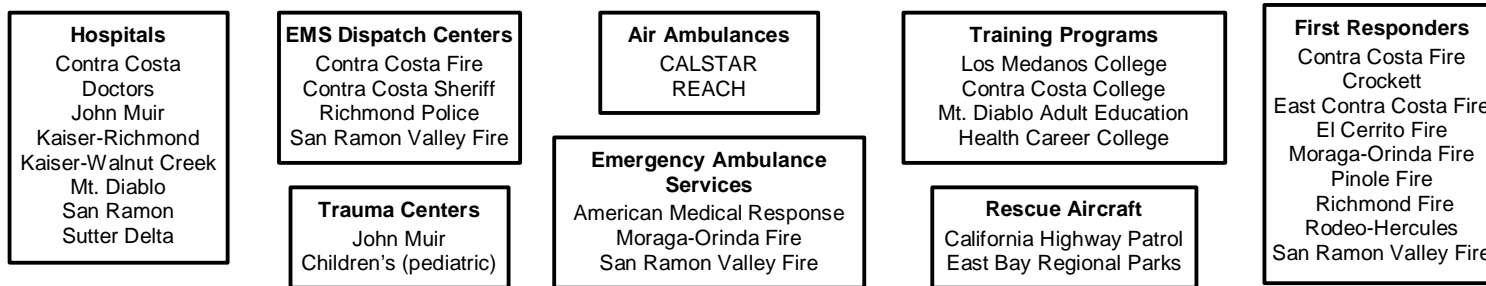 Hospitals
Contra Costa
Doctors
John Muir
Kaiser-Richmond
Kaiser-Walnut Creek
Mt. Diablo
San Ramon
Sutter Delta
EMS Dispatch Centers
Contra Costa Fire
Contra Costa Sheriff
Richmond Police
San Ramon Valley Fire
Trauma Centers
John Muir
Children's (pediatric)
Air Ambulances
CALSTAR
REACH
Emergency Ambulance
Services
American Medical Response
Moraga-Orinda Fire
San Ramon Valley Fire
Training Programs
Los Medanos College
Contra Costa College
Mt. Diablo Adult Education
Health Career College
Rescue Aircraft
California Highway Patrol
East Bay Regional Parks
First Responders
Contra Costa Fire
Crockett
East Contra Costa Fire
El Cerrito Fire
Moraga-Orinda Fire
Pinole Fire
Richmond Fire
Rodeo-Hercules
San Ramon Valley Fire